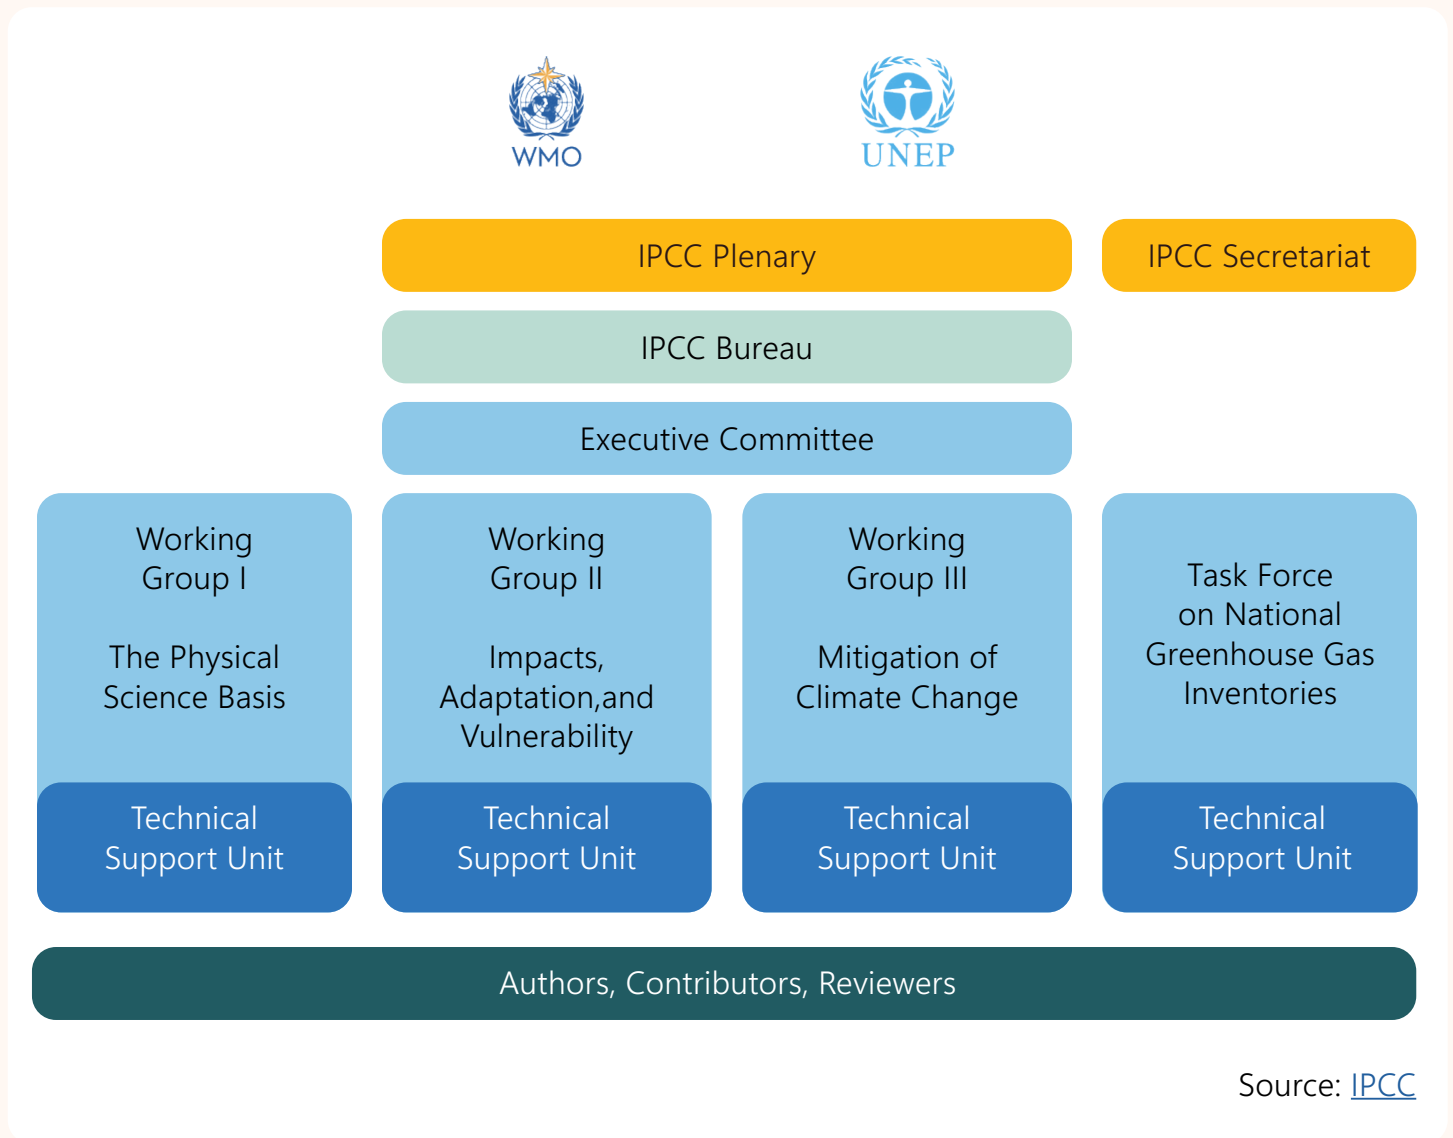 WMO
UNEP
IPCC Plenary
IPCC Secretariat
IPCC Bureau
Executive Committee
Working
Group I
The Physical
Science Basis
Technical
Support Unit
Working
Group II
Impacts,
Adaptation,and
Vulnerability
Technical
Support Unit
Working
Group III
Mitigation of
Climate Change
Technical
Support Unit
Task Force
on National
Greenhouse Gas
Inventories
Technical
Support Unit
Authors, Contributors, Reviewers
Source: IPCC